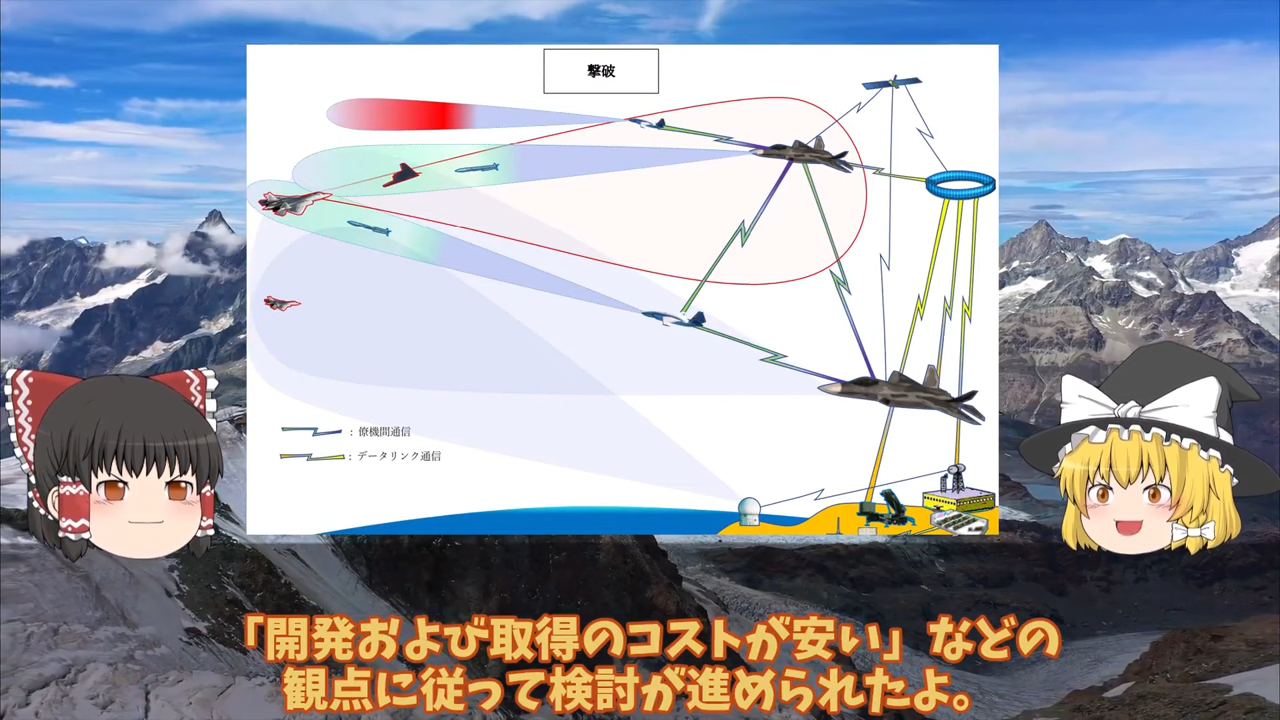 撃破
：僚機間通信
：データリンク通信
「開発および取得のコストが安い」などの
観点に従って検討が進められたよ。